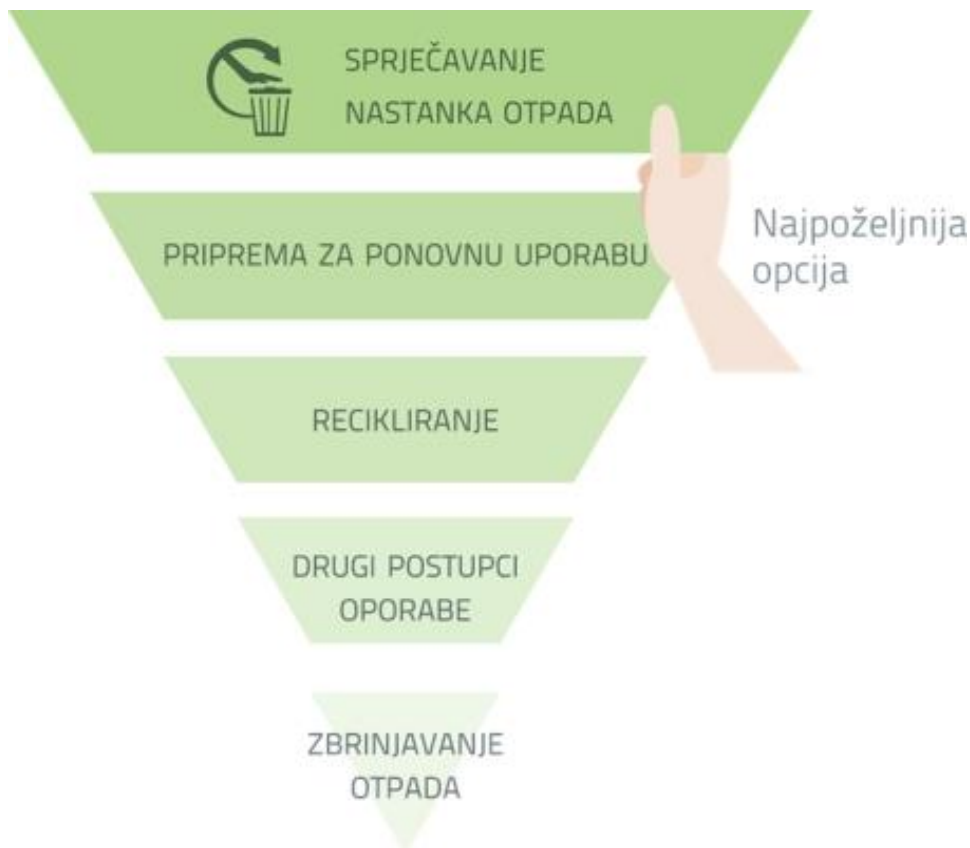 SPRJEČAVANJE
NASTANKA OTPADA
PRIPREMA ZA PONOVNU UPORABU
Najpoželjnija
opcija
RECIKLIRANJE
DRUGI POSTUPCI
OPORABE
ZBRINJAVANJE
OTPADA